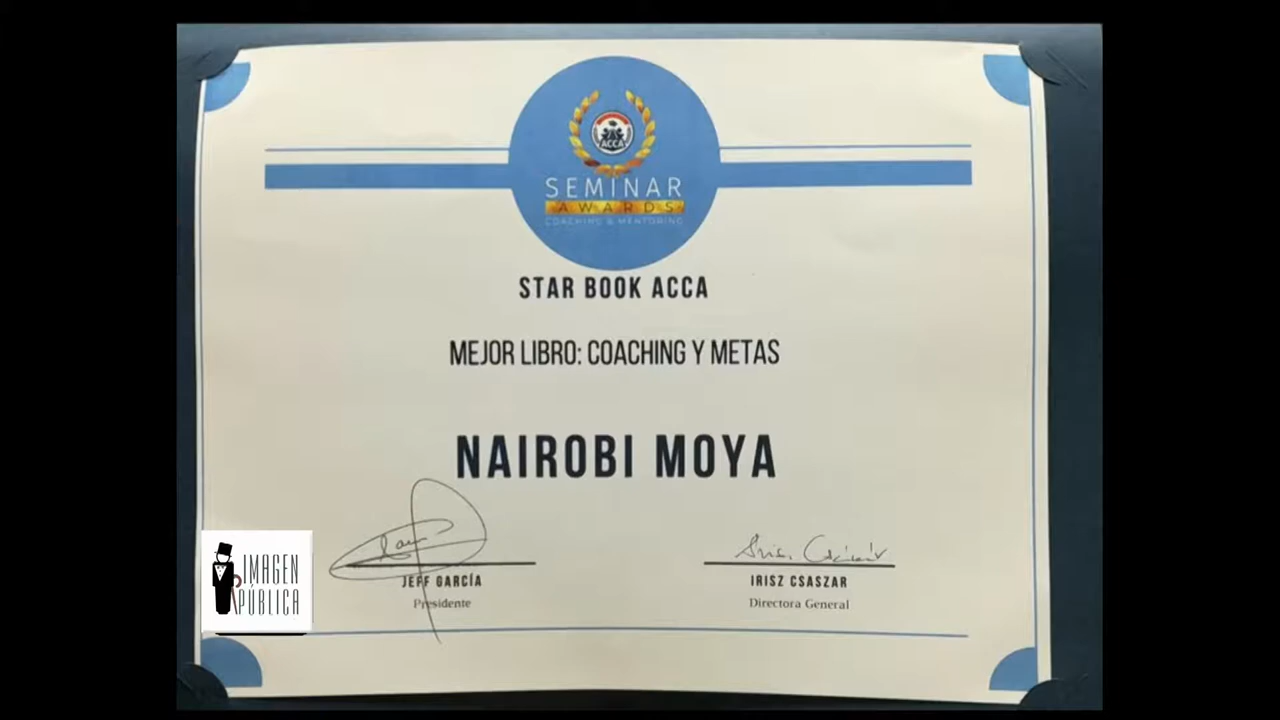 ACCA
SEMINAR
AWARDS
COACHING & MENTORING
STAR BOOK ACCA
MEJOR LIBRO: COACHING Y METAS
NAIROBI MOYA
JEFF GARCÍA
Presidente
IRISZ CSASZAR
Directora General
IMAGEN
PÚBLICA